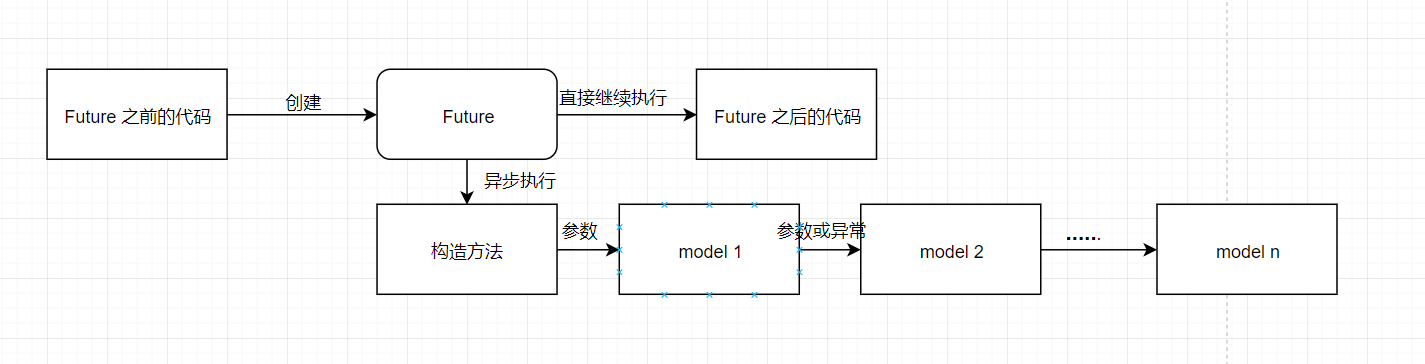 Future 之前的代码
创建
Future
直接继续执行
Future 之后的代码
异步执行
构造方法
参数
model 1
参数或异常
model 2
......
model n